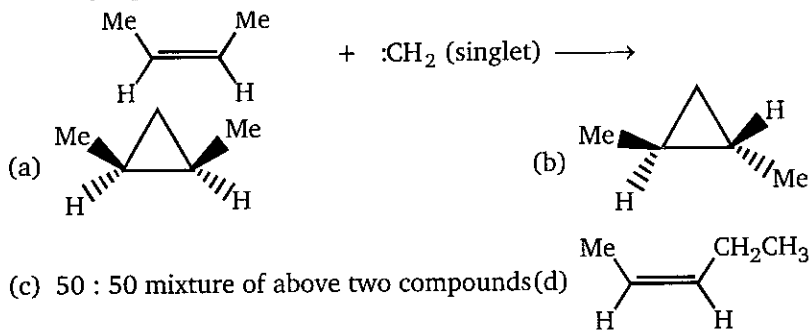 Me Me
H H
+ :CH₂ (singlet) ⟶
(a) Me Me
H H
(b) Me H
H Me
(c) 50 : 50 mixture of above two compounds
(d) Me CH₂CH₃
H H